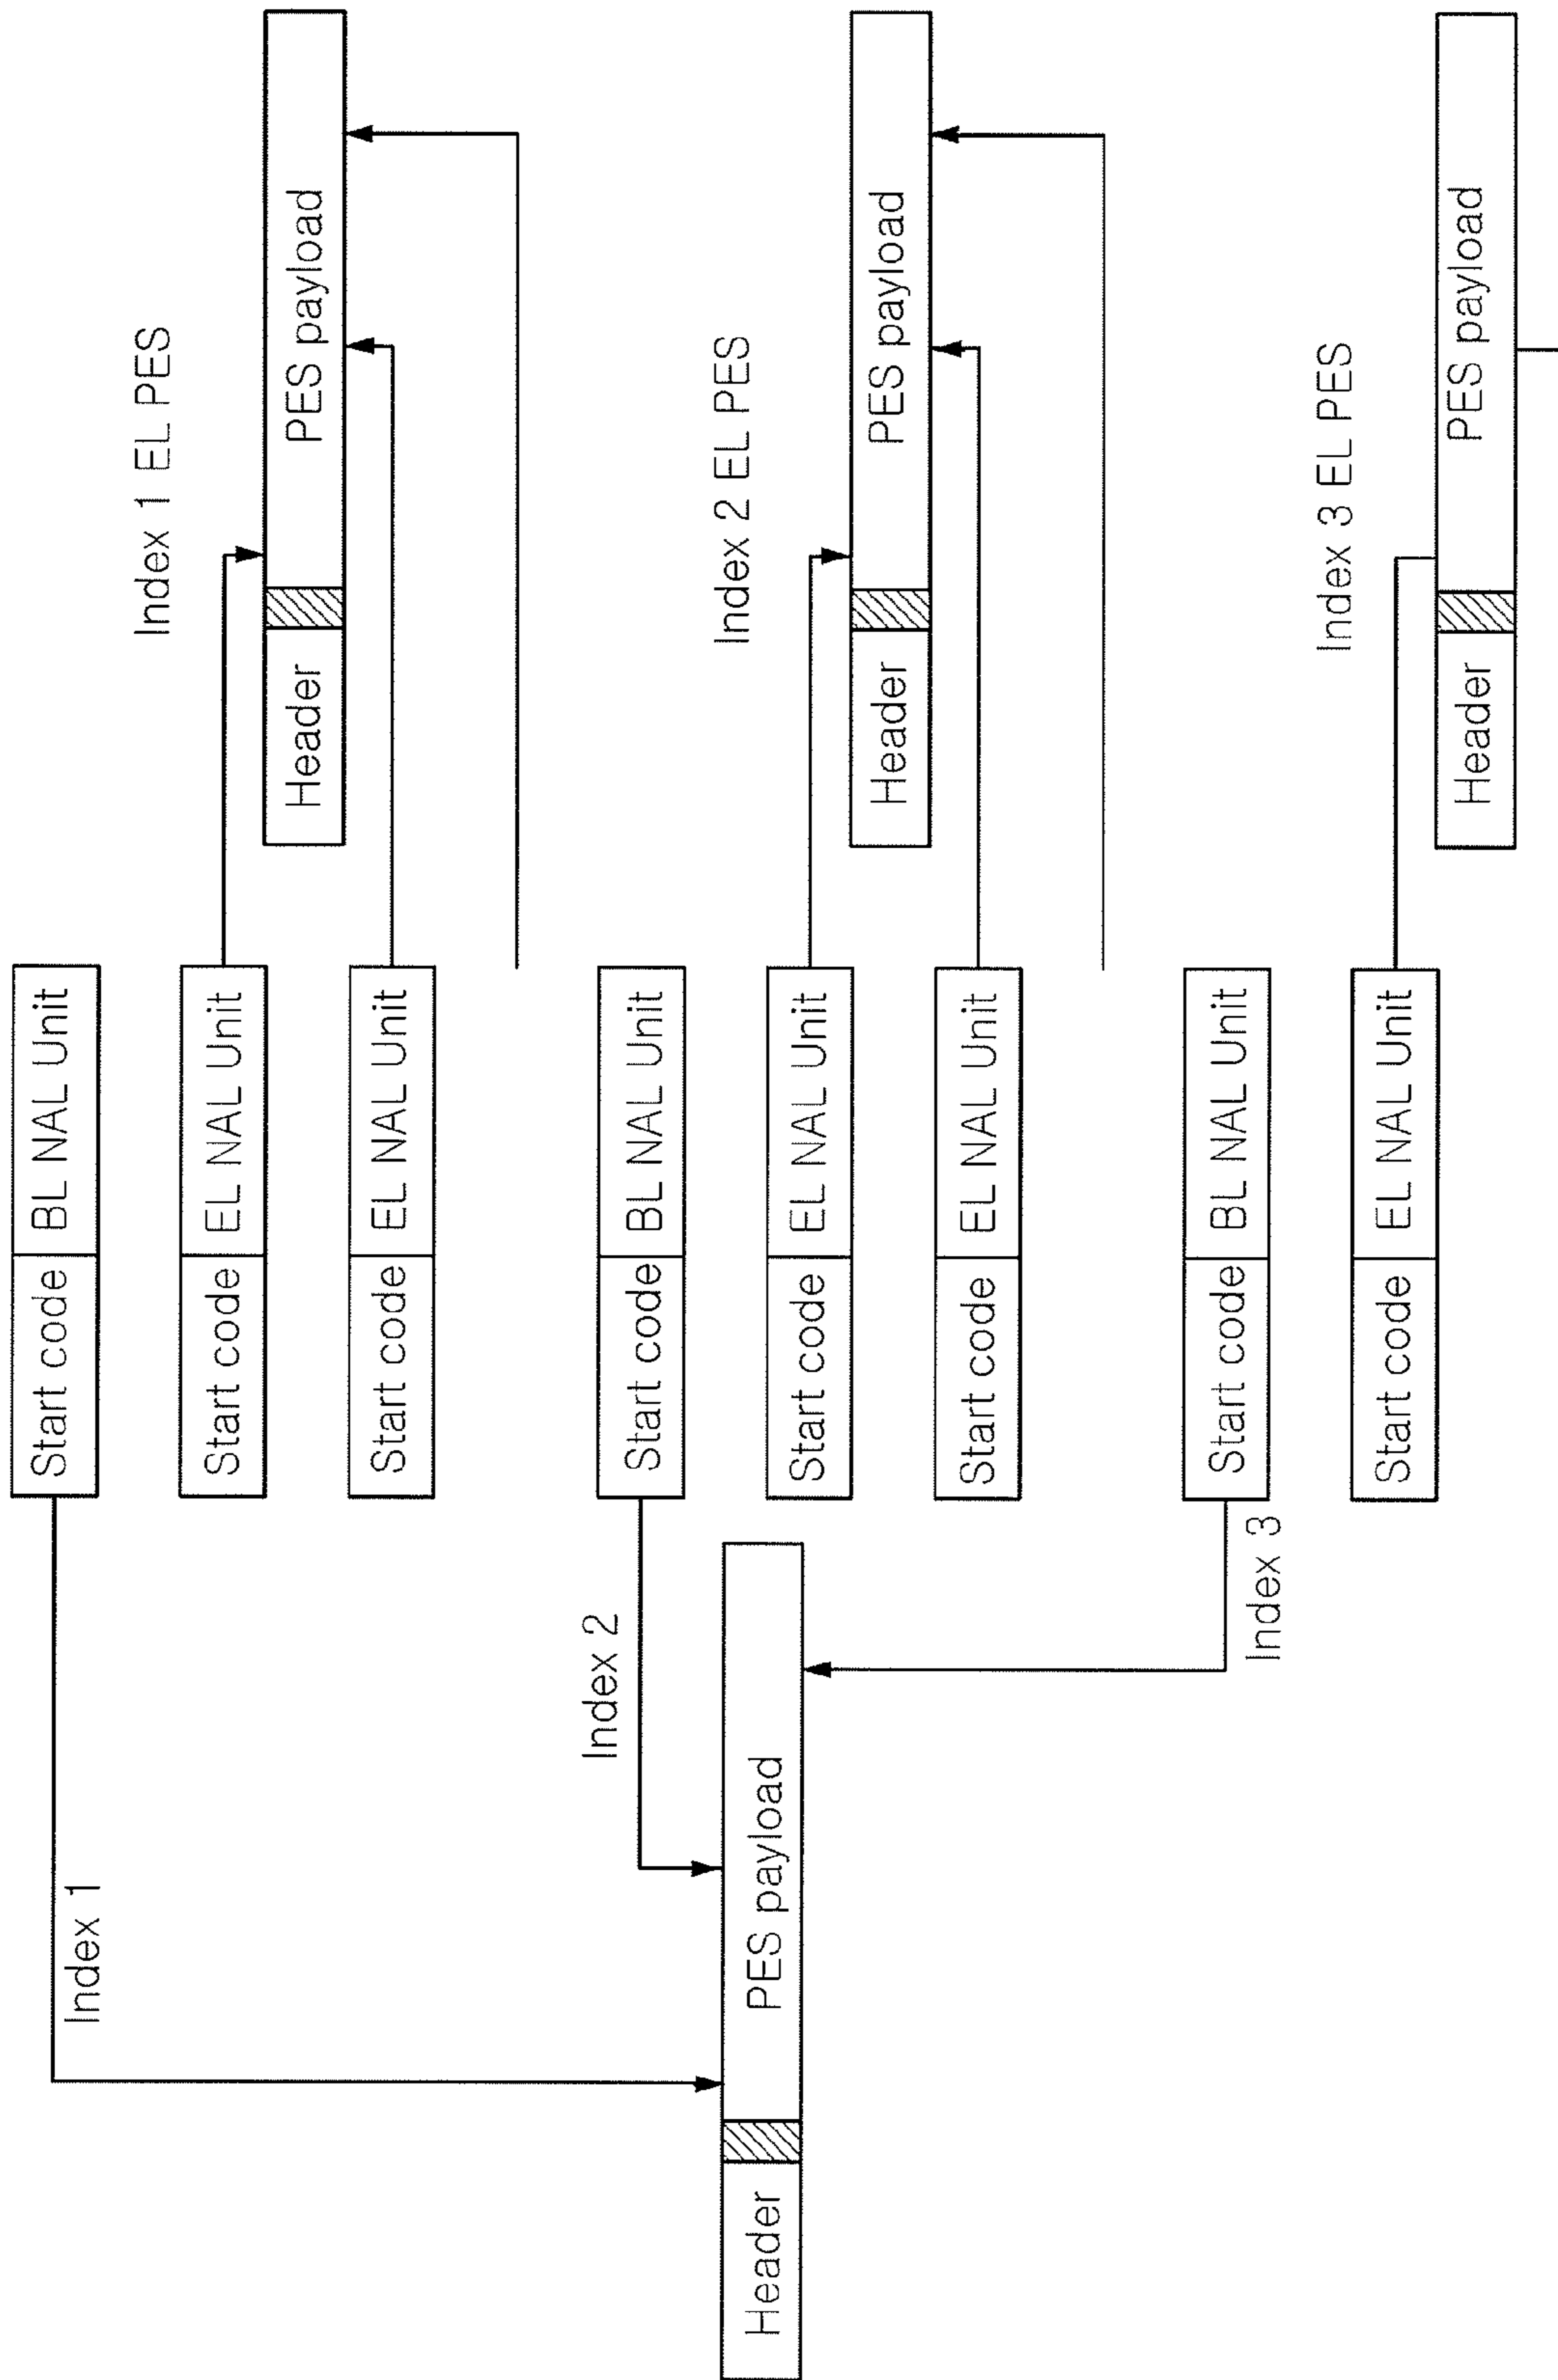 Start code BL NAL Unit
Index 1
Index 1 EL PES
Start code EL NAL Unit
Header PES payload
Start code EL NAL Unit
Index 2
Start code BL NAL Unit
Index 2 EL PES
Header PES payload
Start code EL NAL Unit
Header PES payload
Start code EL NAL Unit
Start code BL NAL Unit
Index 3
Index 3 EL PES
Start code EL NAL Unit
Header PES payload